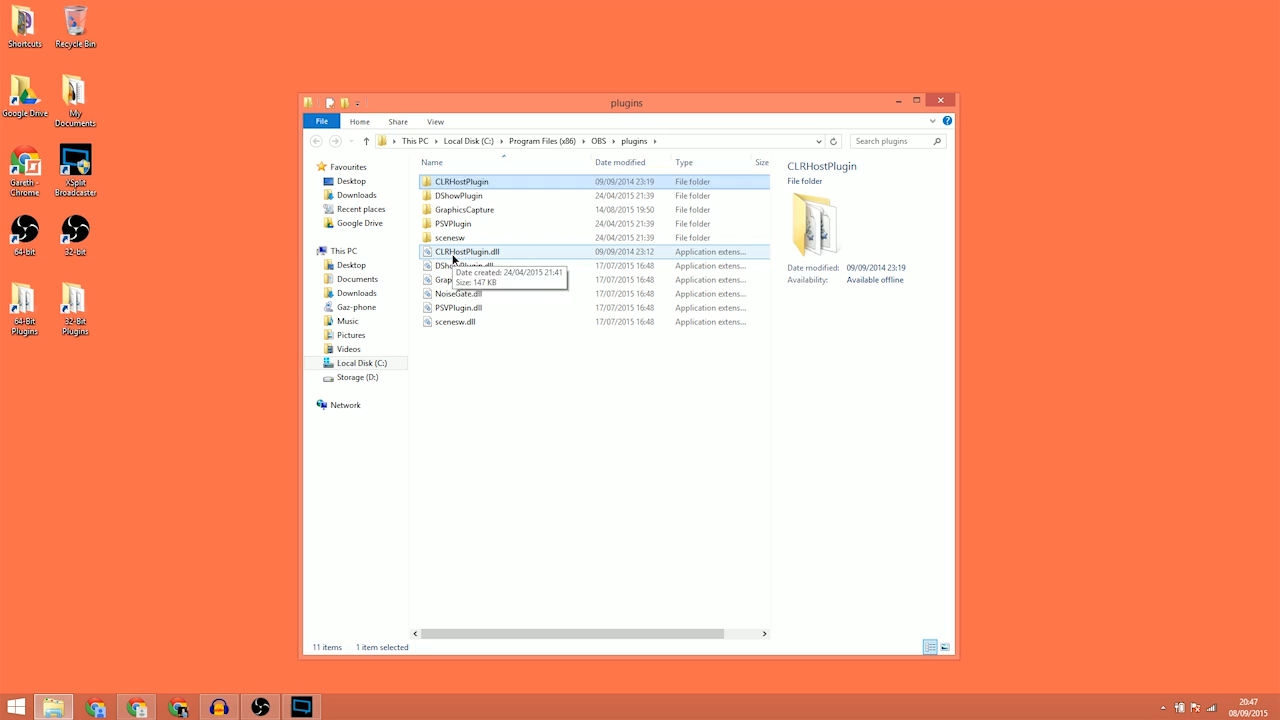 Shortcuts
Recycle Bin
Google Drive
My
Documents
Gareth -
Chrome
XSplit
Broadcaster
64-bit
32-bit
64-Bit
Plugins
32-Bit
Plugins
plugins
File
Home
Share
View
This PC
Local Disk (C:)
Program Files (x86)
OBS
plugins
Search plugins
Favourites
Desktop
Downloads
Recent places
Google Drive
This PC
Desktop
Documents
Downloads
Gaz-phone
Music
Pictures
Videos
Local Disk (C:)
Storage (D:)
Network
Name Date modified Type Size
CLRHostPlugin 09/09/2014 23:19 File folder
DShowPlugin 24/04/2015 21:39 File folder
GraphicsCapture 14/08/2015 19:50 File folder
PSVPlugin 24/04/2015 21:39 File folder
scenesw 24/04/2015 21:39 File folder
CLRHostPlugin.dll 09/09/2014 23:12 Application extens...
17/07/2015 16:48 Application extens...
17/07/2015 16:48 Application extens...
NoiseGate.dll 17/07/2015 16:48 Application extens...
PSVPlugin.dll 17/07/2015 16:48 Application extens...
scenesw.dll 17/07/2015 16:48 Application extens...
Date created: 24/04/2015 21:41
Size: 147 KB
CLRHostPlugin
File folder
Date modified: 09/09/2014 23:19
Availability: Available offline
11 items 1 item selected
20:47
08/09/2015